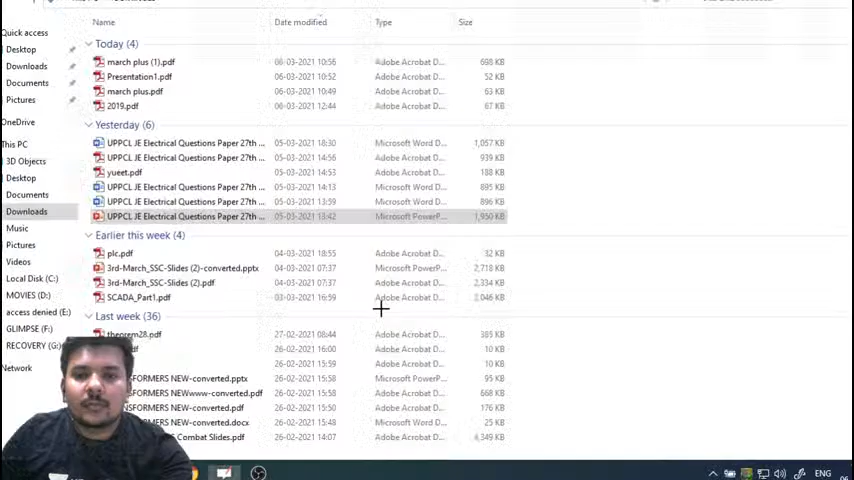 Name Date modified Type Size
Quick access
Desktop
Downloads
Documents
Pictures
OneDrive
This PC
3D Objects
Desktop
Documents
Downloads
Music
Pictures
Videos
Local Disk (C:)
MOVIES (D:)
access denied (E:)
GLIMPSE (F:)
RECOVERY (G:)
Network
Today (4)
march plus (1).pdf 06-03-2021 10:56 Adobe Acrobat D... 698 KB
Presentation1.pdf 06-03-2021 10:52 Adobe Acrobat D... 52 KB
march plus.pdf 06-03-2021 10:49 Adobe Acrobat D... 63 KB
2019.pdf 06-03-2021 12:44 Adobe Acrobat D... 67 KB
Yesterday (6)
UPPCL JE Electrical Questions Paper 27th ... 05-03-2021 18:30 Microsoft Word D... 1,057 KB
UPPCL JE Electrical Questions Paper 27th ... 05-03-2021 14:56 Adobe Acrobat D... 939 KB
yueet.pdf 05-03-2021 14:53 Adobe Acrobat D... 188 KB
UPPCL JE Electrical Questions Paper 27th ... 05-03-2021 14:13 Microsoft Word D... 895 KB
UPPCL JE Electrical Questions Paper 27th ... 05-03-2021 13:59 Microsoft Word D... 896 KB
UPPCL JE Electrical Questions Paper 27th ... 05-03-2021 13:42 Microsoft PowerP... 1,950 KB
Earlier this week (4)
plc.pdf 04-03-2021 18:55 Adobe Acrobat D... 32 KB
3rd-March_SSC-Slides (2)-converted.pptx 04-03-2021 07:37 Microsoft PowerP... 2,718 KB
3rd-March_SSC-Slides (2).pdf 04-03-2021 07:37 Adobe Acrobat D... 2,334 KB
SCADA_Part1.pdf 03-03-2021 16:59 Adobe Acrobat D... 3,046 KB
Last week (36)
theorem28.pdf 27-02-2021 08:44 Adobe Acrobat D... 385 KB
26-02-2021 16:00 Adobe Acrobat D... 10 KB
26-02-2021 15:59 Adobe Acrobat D... 10 KB
SFORMERS NEW-converted.pptx 26-02-2021 15:58 Microsoft PowerP... 95 KB
SFORMERS NEWwww-converted.pdf 26-02-2021 15:58 Adobe Acrobat D... 668 KB
SFORMERS NEW-converted.pdf 26-02-2021 15:50 Adobe Acrobat D... 176 KB
SFORMERS NEW-converted.docx 26-02-2021 15:48 Microsoft Word D... 25 KB
S Combat Slides.pdf 26-02-2021 14:07 Adobe Acrobat D... 6,349 KB
ENG